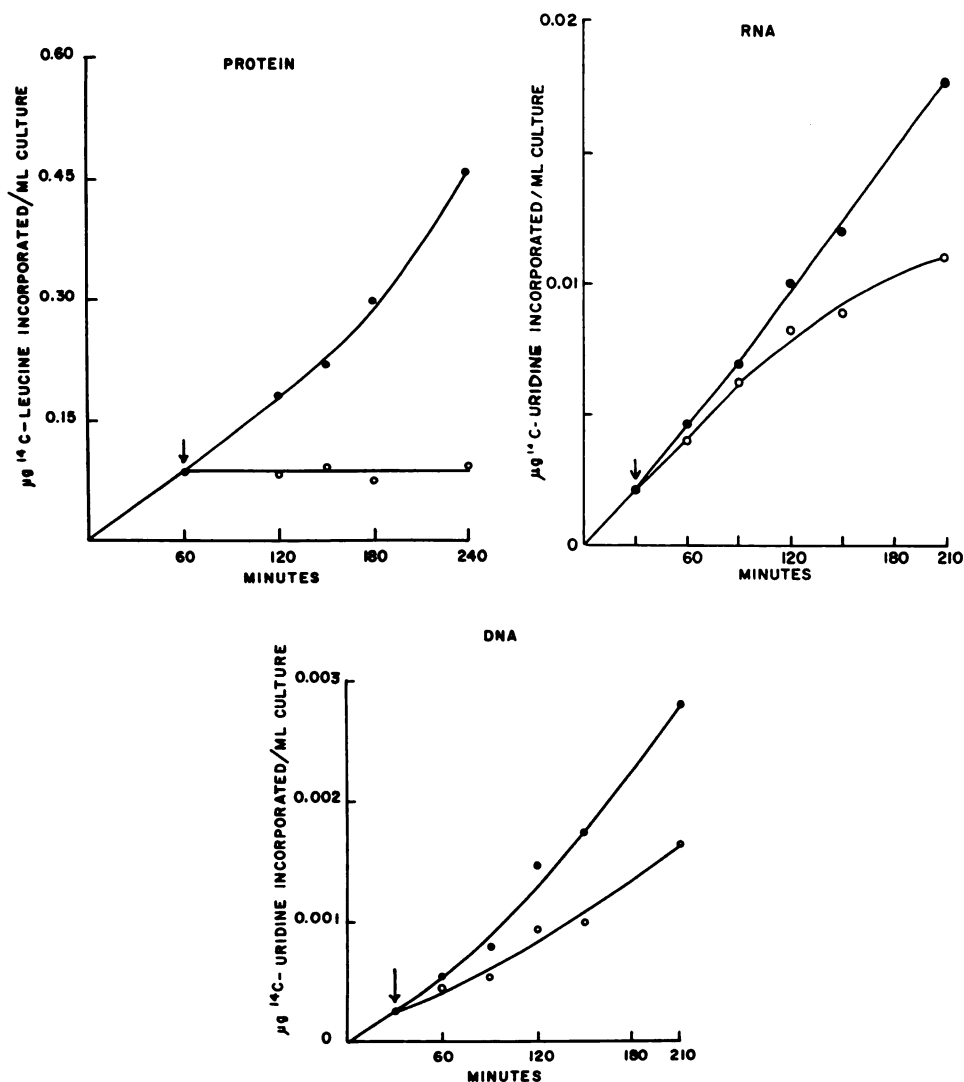 PROTEIN
µg ¹⁴C-LEUCINE INCORPORATED/ML CULTURE
0.60
0.45
0.30
0.15
60 120 180 240
MINUTES
RNA
µg ¹⁴C-URIDINE INCORPORATED/ML CULTURE
0.02
0.01
0
60 120 180 210
MINUTES
DNA
µg ¹⁴C-URIDINE INCORPORATED/ML CULTURE
0.003
0.002
0.001
0
60 120 180 210
MINUTES